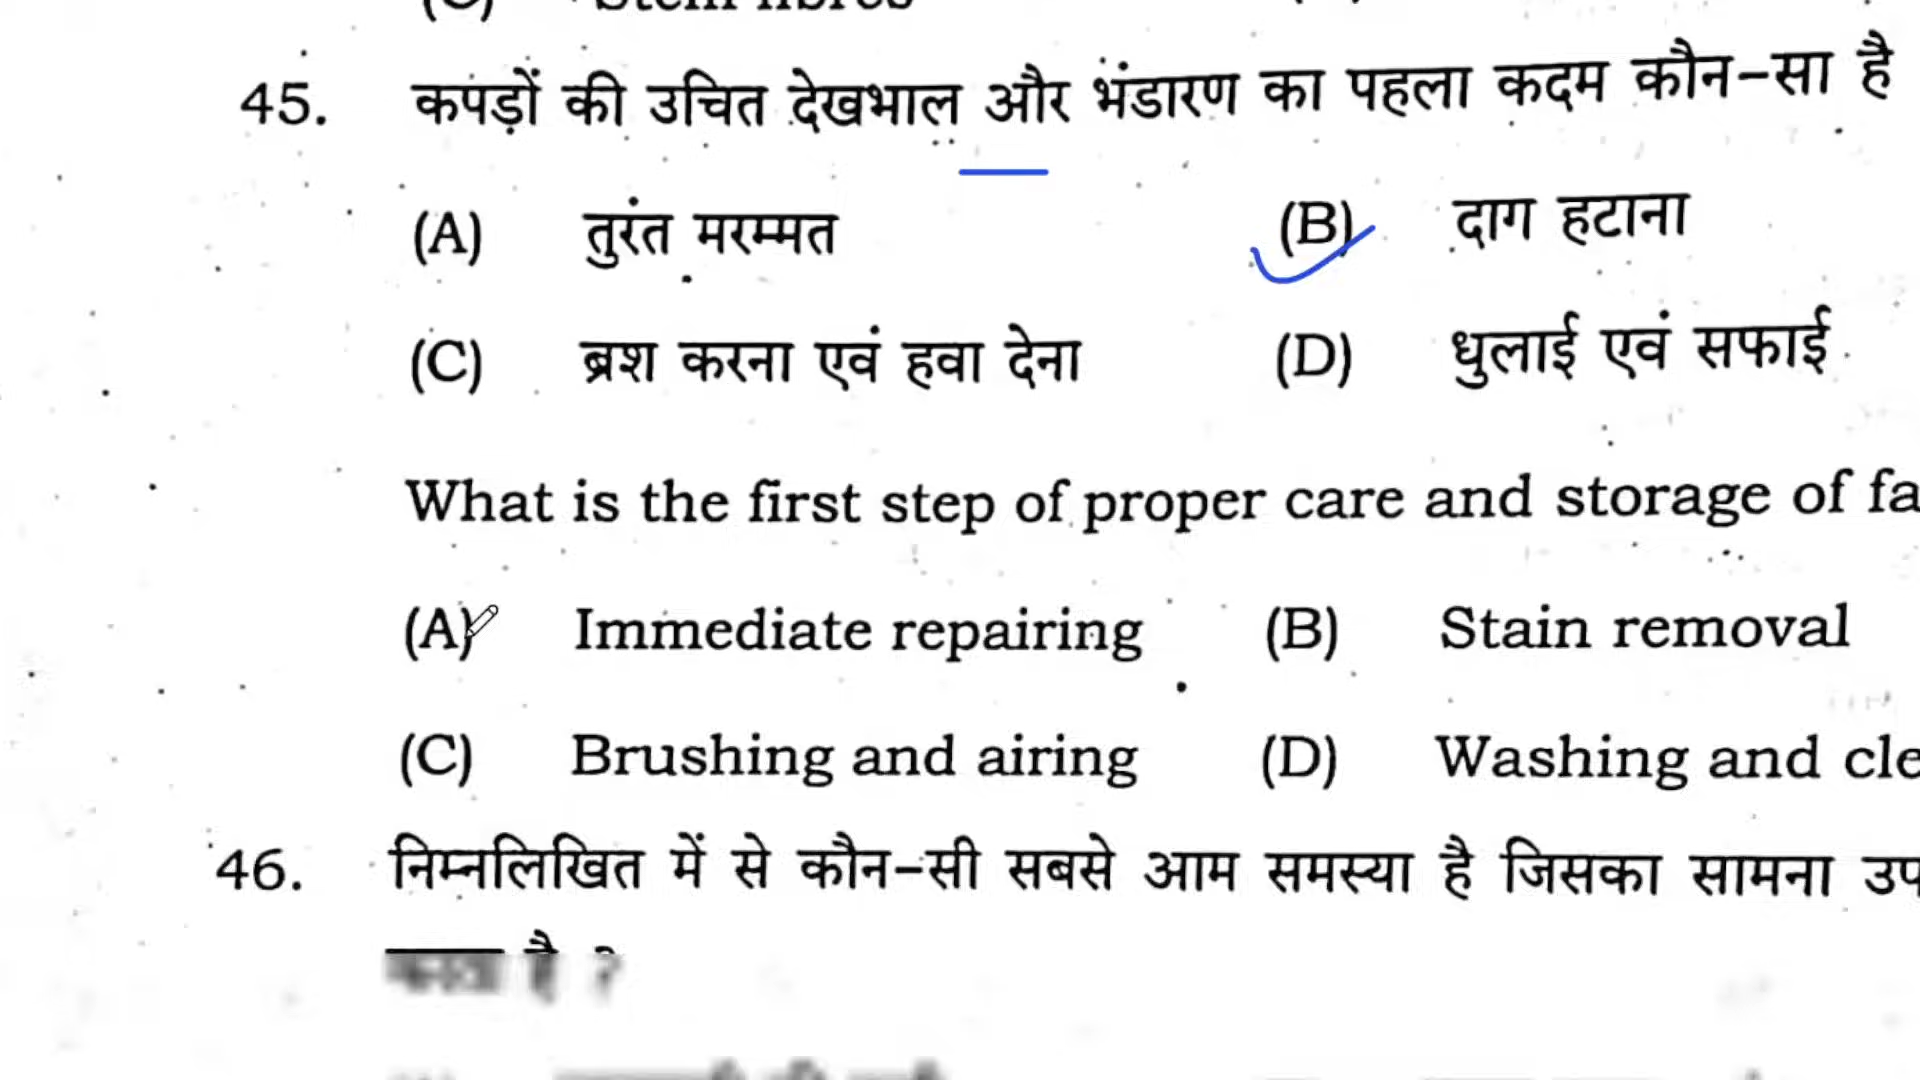 (C) Stem fibres
45. कपड़ों की उचित देखभाल और भंडारण का पहला कदम कौन-सा है
(A) तुरंत मरम्मत (B) दाग हटाना
(C) ब्रश करना एवं हवा देना (D) धुलाई एवं सफाई
What is the first step of proper care and storage of fa
(A) Immediate repairing (B) Stain removal
(C) Brushing and airing (D) Washing and cle
46. निम्नलिखित में से कौन-सी सबसे आम समस्या है जिसका सामना उप
है ?